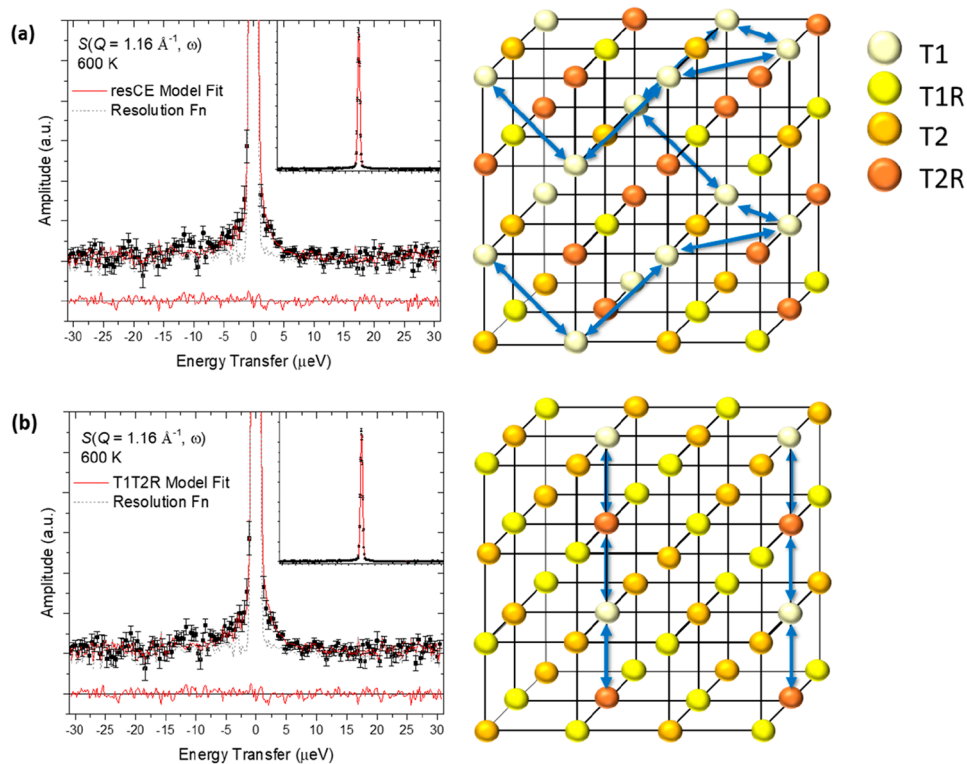 (a)
S(Q = 1.16 Å⁻¹, ω)
600 K
resCE Model Fit
Resolution Fn
Amplitude (a.u.)
-30 -25 -20 -15 -10 -5 0 5 10 15 20 25 30
Energy Transfer (μeV)
T1
T1R
T2
T2R
(b)
S(Q = 1.16 Å⁻¹, ω)
600 K
T1T2R Model Fit
Resolution Fn
Amplitude (a.u.)
-30 -25 -20 -15 -10 -5 0 5 10 15 20 25 30
Energy Transfer (μeV)